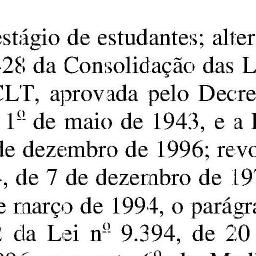 estágio de estudantes; alter
428 da Consolidação das L
CLT, aprovada pelo Decre
1º de maio de 1943, e a
de dezembro de 1996; revo
, de 7 de dezembro de 19
e março de 1994, o parágra
da Lei nº 9.394, de 20